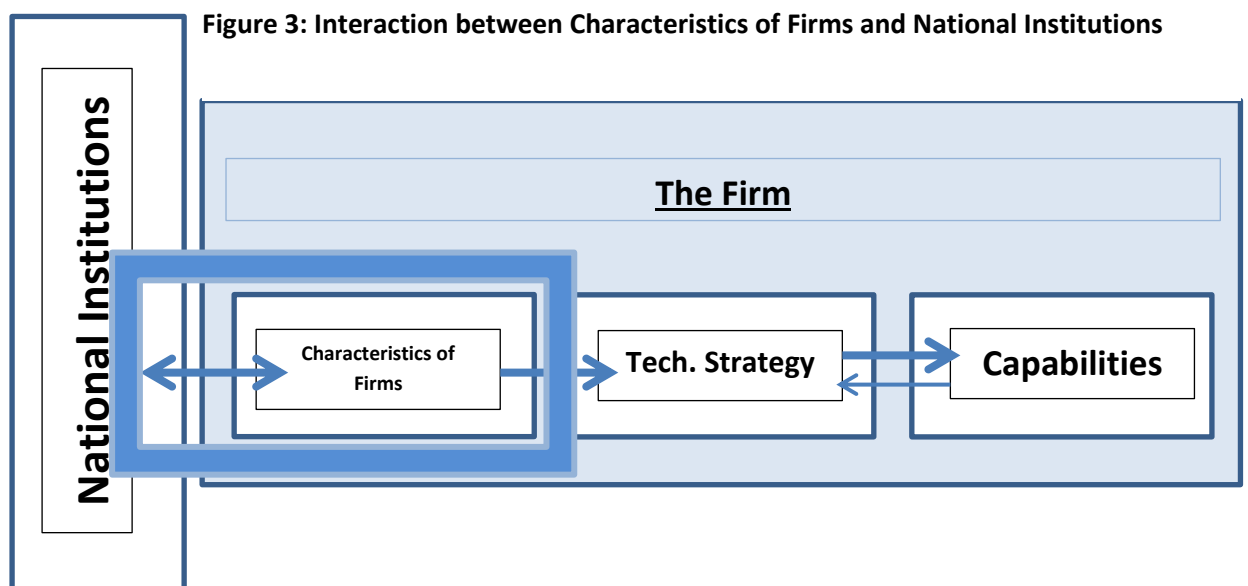 Figure 3: Interaction between Characteristics of Firms and National Institutions
National Institutions
The Firm
Characteristics of
Firms
Tech. Strategy
Capabilities